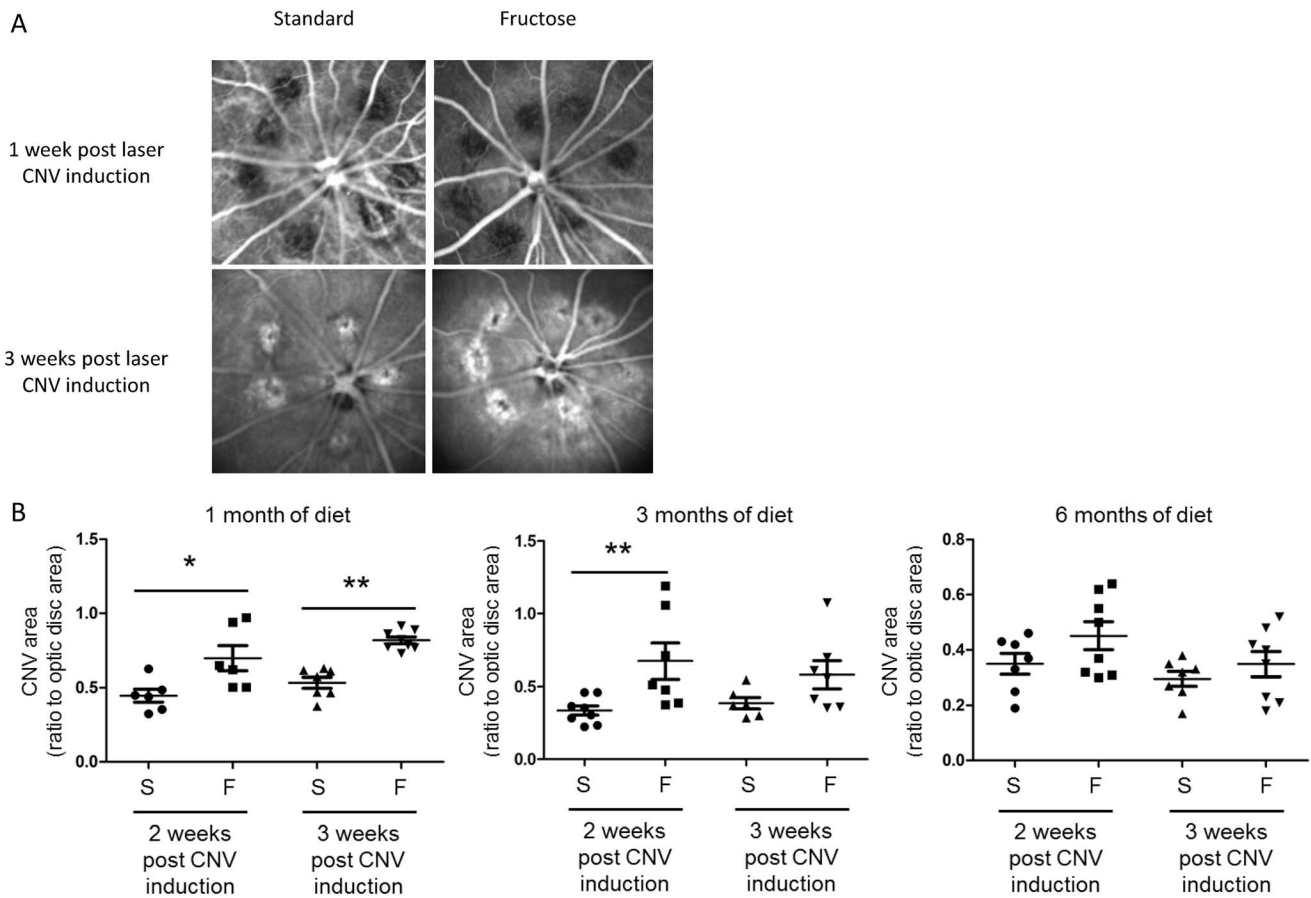 A
Standard
Fructose
1 week post laser
CNV induction
3 weeks post laser
CNV induction
B
1 month of diet
CNV area
(ratio to optic disc area)
1.5
1.0
0.5
0.0
*
**
S
F
S
F
2 weeks
post CNV
induction
3 weeks
post CNV
induction
3 months of diet
CNV area
(ratio to optic disc area)
1.5
1.0
0.5
0.0
**
S
F
S
F
2 weeks
post CNV
induction
3 weeks
post CNV
induction
6 months of diet
CNV area
(ratio to optic disc area)
0.8
0.6
0.4
0.2
0.0
S
F
S
F
2 weeks
post CNV
induction
3 weeks
post CNV
induction